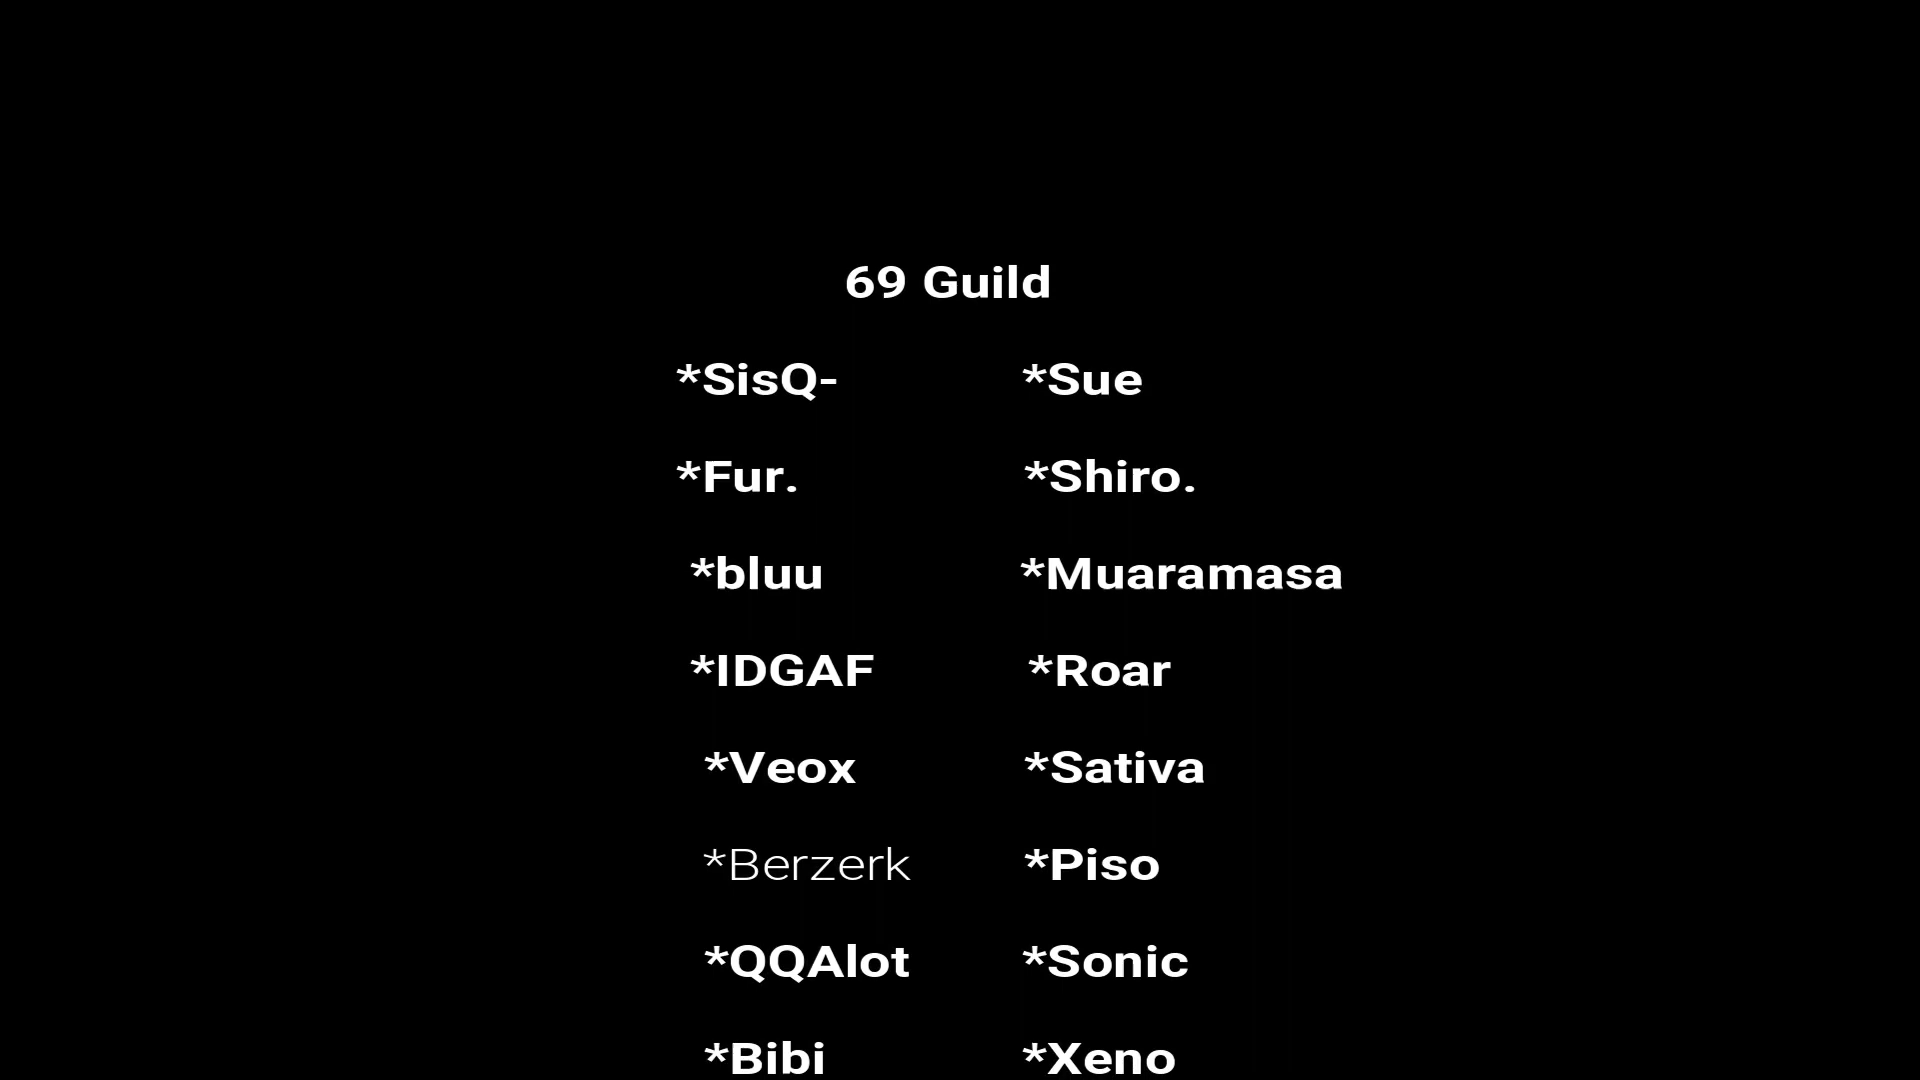 69 Guild
*SisQ- *Sue
*Fur. *Shiro.
*bluu *Muaramasa
*IDGAF *Roar
*Veox *Sativa
*Berzerk *Piso
*QQAlot *Sonic
*Bibi *Xeno